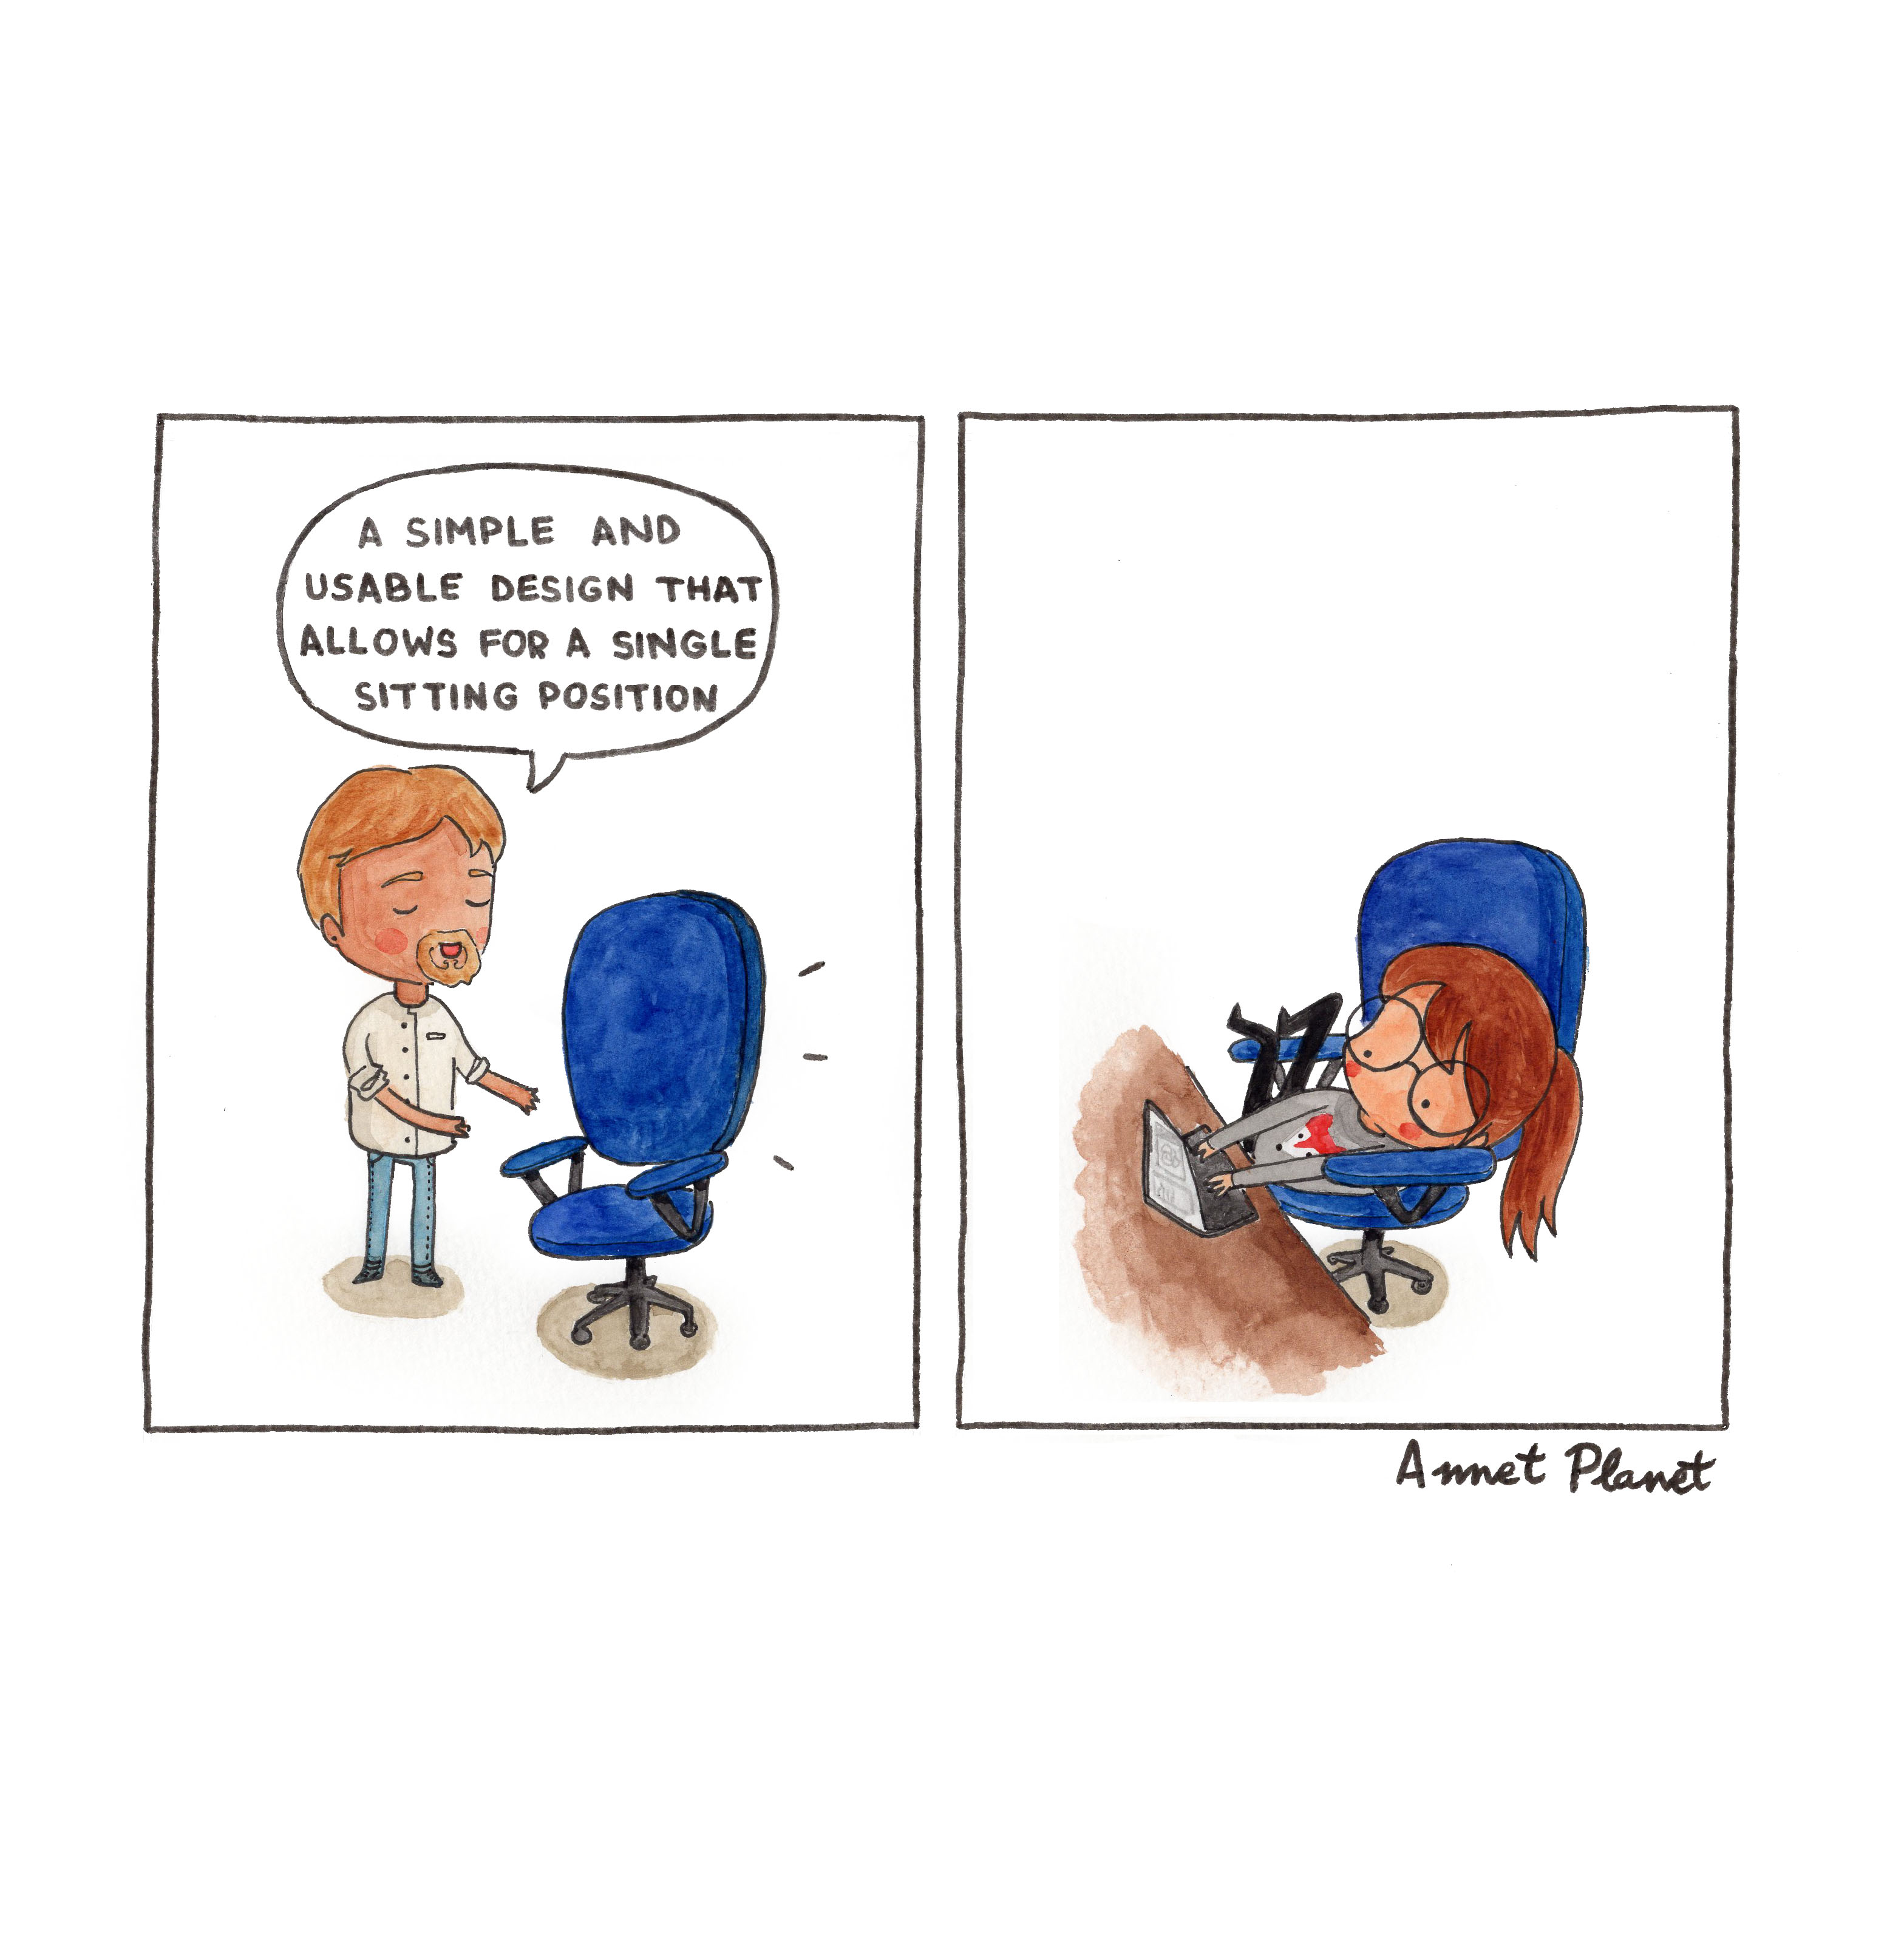 A SIMPLE AND
USABLE DESIGN THAT
ALLOWS FOR A SINGLE
SITTING POSITION
Annet Planet